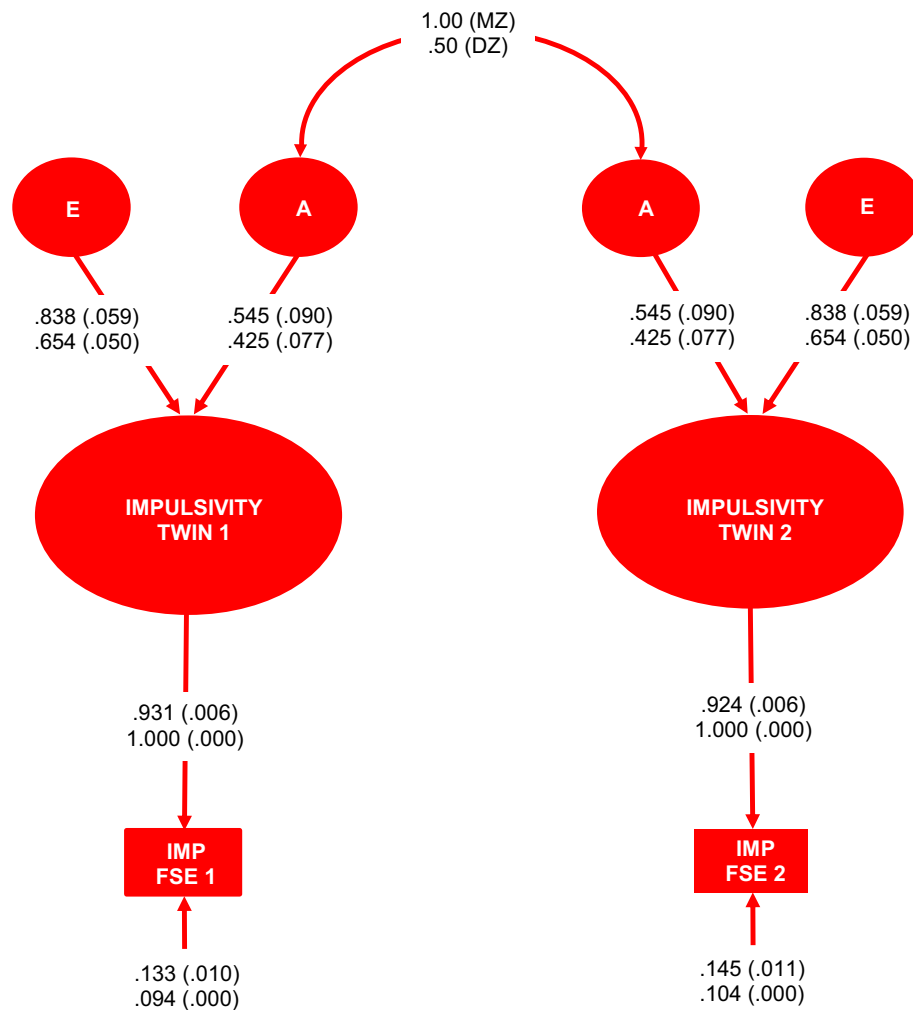 1.00 (MZ)
.50 (DZ)
E
A
A
E
.838 (.059)
.654 (.050)
.545 (.090)
.425 (.077)
.545 (.090)
.425 (.077)
.838 (.059)
.654 (.050)
IMPULSIVITY
TWIN 1
IMPULSIVITY
TWIN 2
.931 (.006)
1.000 (.000)
.924 (.006)
1.000 (.000)
IMP
FSE 1
IMP
FSE 2
.133 (.010)
.094 (.000)
.145 (.011)
.104 (.000)